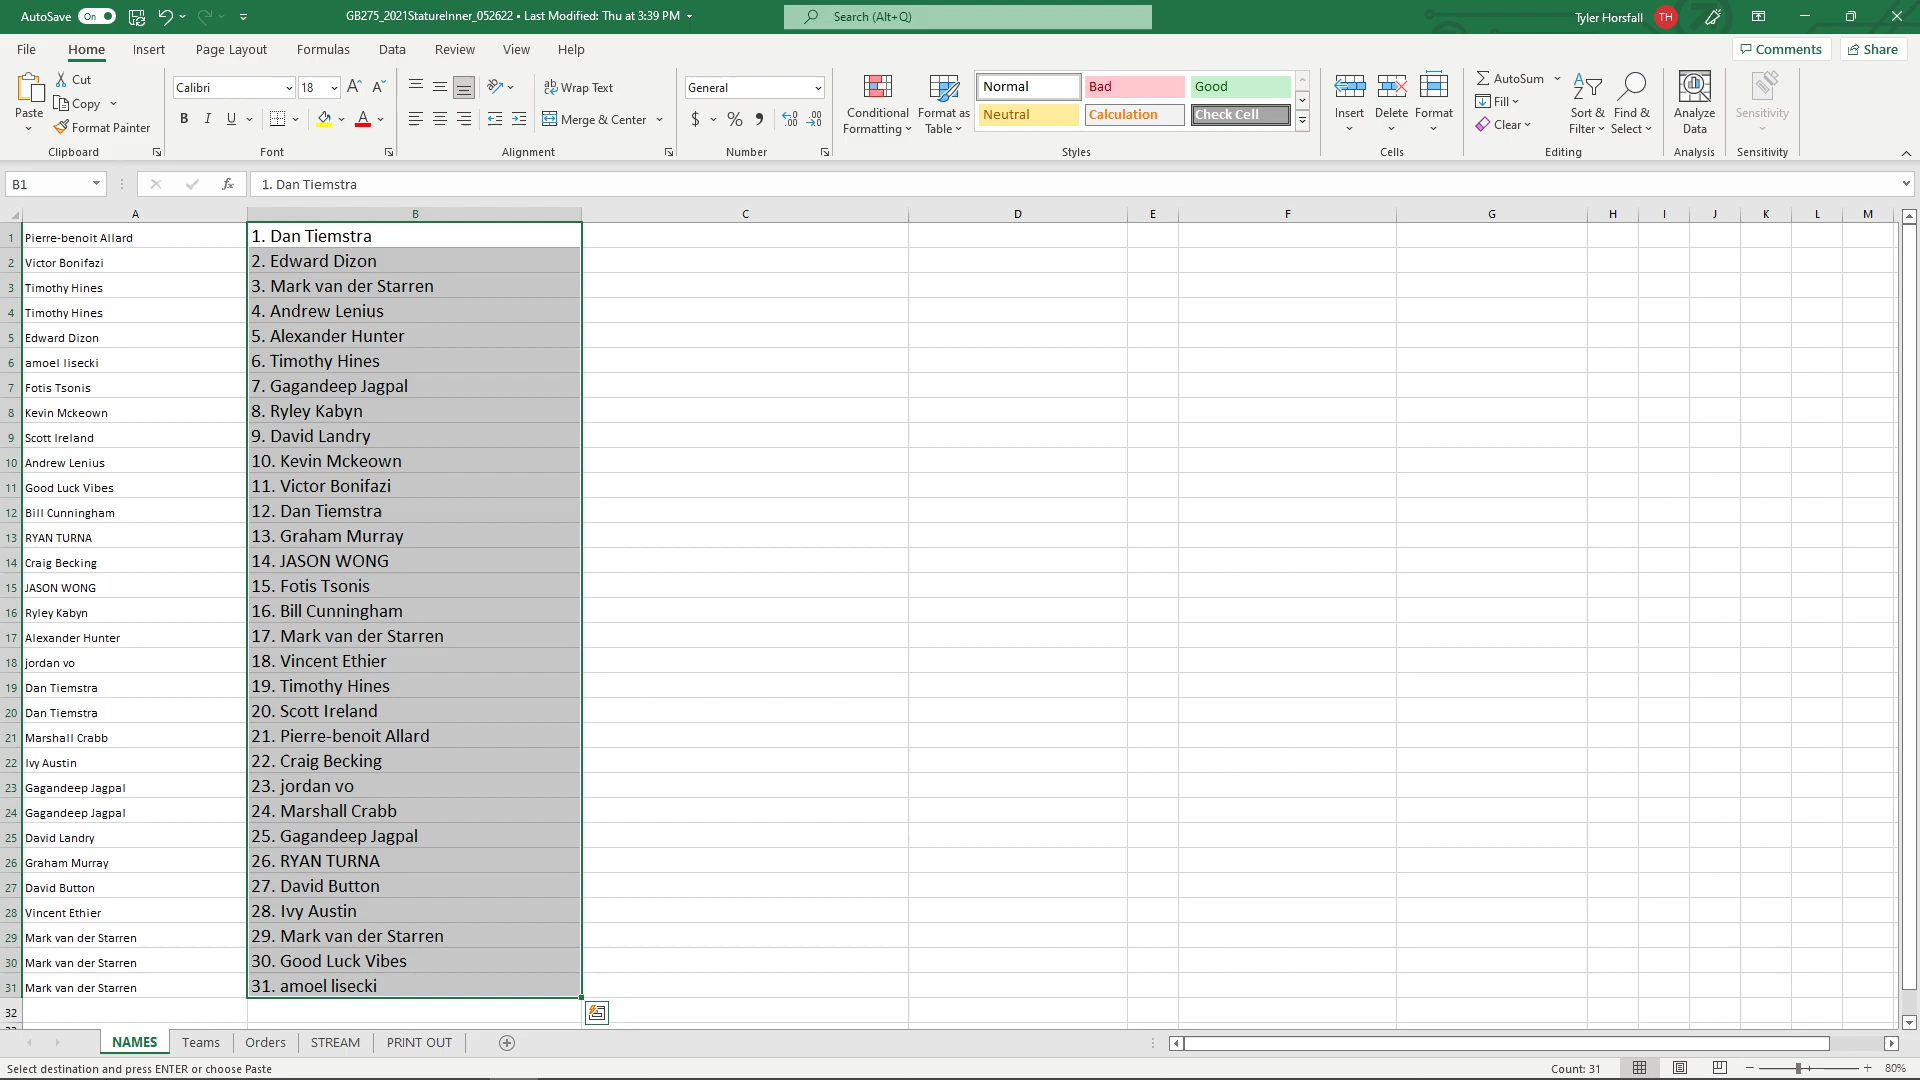 AutoSave On GB275_2021StatureInner_052622 • Last Modified: Thu at 3:39 PM Search (Alt+Q) Tyler Horsfall TH
File Home Insert Page Layout Formulas Data Review View Help Comments Share
Paste
Cut
Copy
Format Painter
Clipboard
Calibri 18
B I U
Font
Wrap Text
Merge & Center
Alignment
General
$ % 9
Number
Conditional Formatting
Format as Table
Normal Bad Good
Neutral Calculation Check Cell
Styles
Insert Delete Format
Cells
AutoSum
Fill
Clear
Sort & Filter
Find & Select
Editing
Analyze Data
Analysis
Sensitivity
Sensitivity
B1 fx 1. Dan Tiemstra
A B C D E F G H I J K L M
1 Pierre-benoit Allard 1. Dan Tiemstra
2 Victor Bonifazi 2. Edward Dizon
3 Timothy Hines 3. Mark van der Starren
4 Timothy Hines 4. Andrew Lenius
5 Edward Dizon 5. Alexander Hunter
6 amoel lisecki 6. Timothy Hines
7 Fotis Tsonis 7. Gagandeep Jagpal
8 Kevin Mckeown 8. Ryley Kabyn
9 Scott Ireland 9. David Landry
10 Andrew Lenius 10. Kevin Mckeown
11 Good Luck Vibes 11. Victor Bonifazi
12 Bill Cunningham 12. Dan Tiemstra
13 RYAN TURNA 13. Graham Murray
14 Craig Becking 14. JASON WONG
15 JASON WONG 15. Fotis Tsonis
16 Ryley Kabyn 16. Bill Cunningham
17 Alexander Hunter 17. Mark van der Starren
18 jordan vo 18. Vincent Ethier
19 Dan Tiemstra 19. Timothy Hines
20 Dan Tiemstra 20. Scott Ireland
21 Marshall Crabb 21. Pierre-benoit Allard
22 Ivy Austin 22. Craig Becking
23 Gagandeep Jagpal 23. jordan vo
24 Gagandeep Jagpal 24. Marshall Crabb
25 David Landry 25. Gagandeep Jagpal
26 Graham Murray 26. RYAN TURNA
27 David Button 27. David Button
28 Vincent Ethier 28. Ivy Austin
29 Mark van der Starren 29. Mark van der Starren
30 Mark van der Starren 30. Good Luck Vibes
31 Mark van der Starren 31. amoel lisecki
32
NAMES Teams Orders STREAM PRINT OUT
Select destination and press ENTER or choose Paste Count: 31 80%